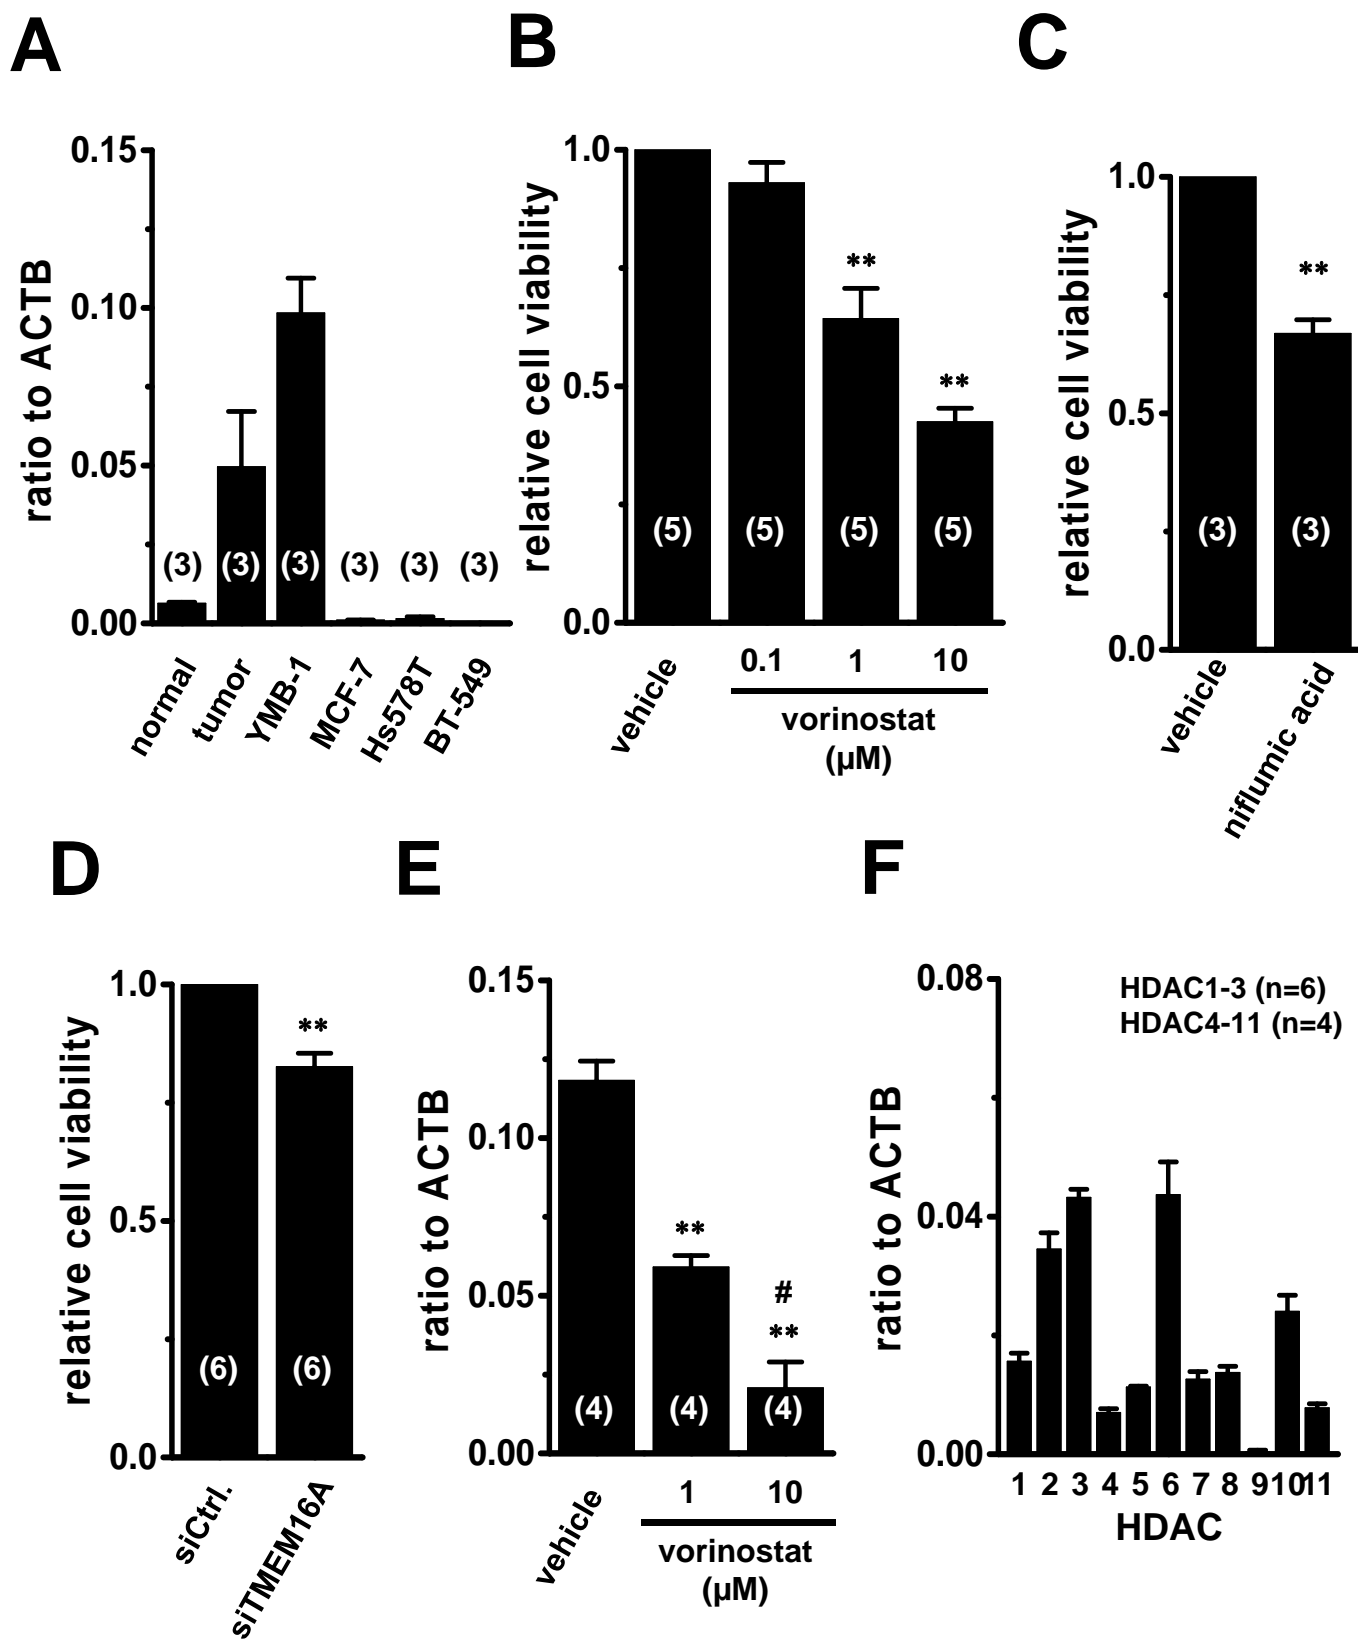 A
ratio to ACTB
0.15
0.10
0.05
0.00
(3) (3) (3) (3) (3) (3)
normal tumor YMB-1 MCF-7 Hs578T BT-549
B
relative cell viability
1.0
0.5
0.0
** **
(5) (5) (5) (5)
vehicle 0.1 1 10
vorinostat
(µM)
C
relative cell viability
1.0
0.5
0.0
**
(3) (3)
vehicle niflumic acid
D
relative cell viability
1.0
0.5
0.0
**
(6) (6)
siCtrl. siTMEM16A
E
ratio to ACTB
0.15
0.10
0.05
0.00
**
#
**
(4) (4) (4)
vehicle 1 10
vorinostat
(µM)
F
HDAC1-3 (n=6)
HDAC4-11 (n=4)
ratio to ACTB
0.08
0.04
0.00
1 2 3 4 5 6 7 8 9 10 11
HDAC